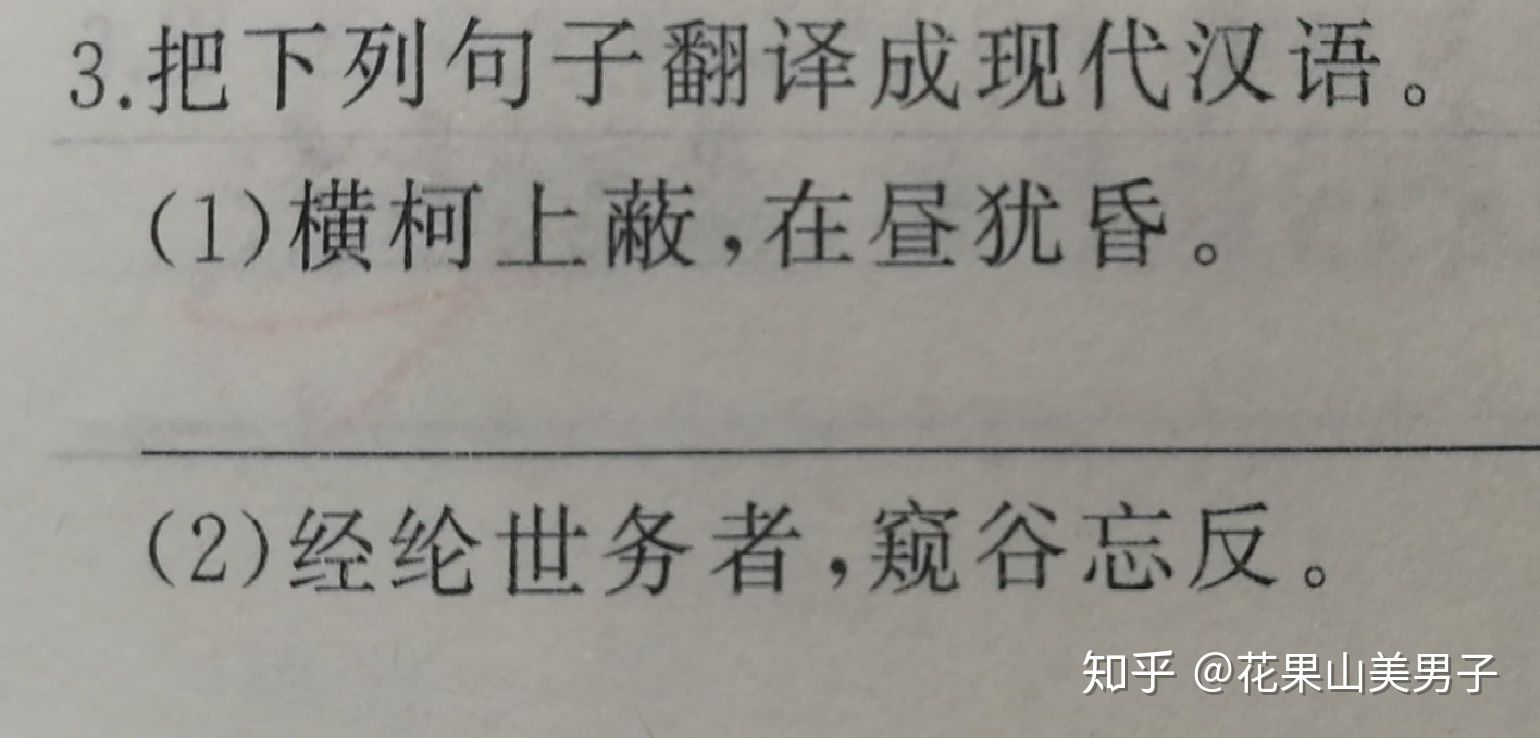 3.把下列句子翻译成现代汉语。
(1)横柯上蔽,在昼犹昏。
(2)经纶世务者,窥谷忘反。
知乎 @花果山美男子